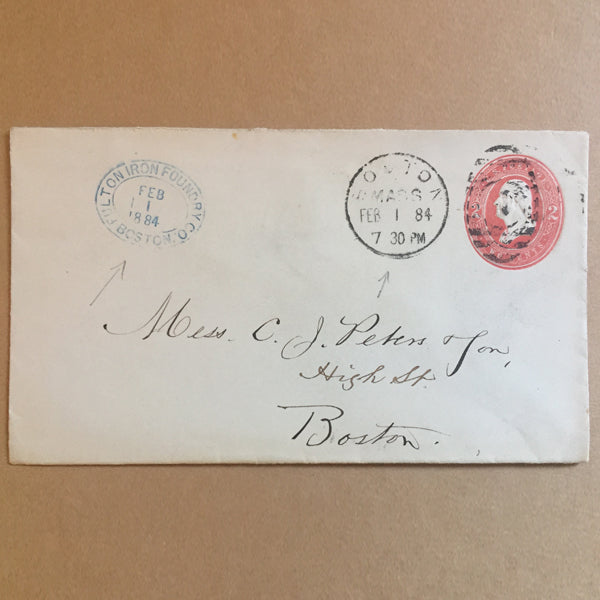 FULTON IRON FOUNDRY CO.
FEB
1
1884
BOSTON.
MASS
FEB 1 84
7 30 PM
2
Mess. C. J. Peters & Son,
High St.
Boston.